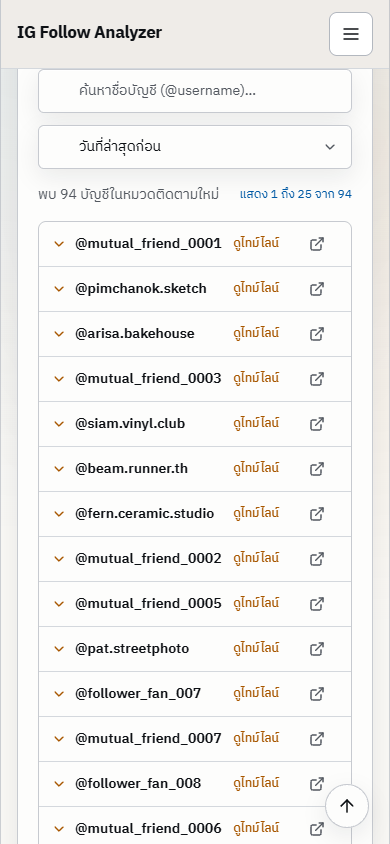 IG Follow Analyzer
ค้นหาชื่อบัญชี (@username)...
วันที่ล่าสุดก่อน
พบ 94 บัญชีในหมวดติดตามใหม่ แสดง 1 ถึง 25 จาก 94
@mutual_friend_0001 ดูไทม์ไลน์
@pimchanok.sketch ดูไทม์ไลน์
@arisa.bakehouse ดูไทม์ไลน์
@mutual_friend_0003 ดูไทม์ไลน์
@siam.vinyl.club ดูไทม์ไลน์
@beam.runner.th ดูไทม์ไลน์
@fern.ceramic.studio ดูไทม์ไลน์
@mutual_friend_0002 ดูไทม์ไลน์
@mutual_friend_0005 ดูไทม์ไลน์
@pat.streetphoto ดูไทม์ไลน์
@follower_fan_007 ดูไทม์ไลน์
@mutual_friend_0007 ดูไทม์ไลน์
@follower_fan_008 ดูไทม์ไลน์
@mutual_friend_0006 ดูไทม์ไลน์